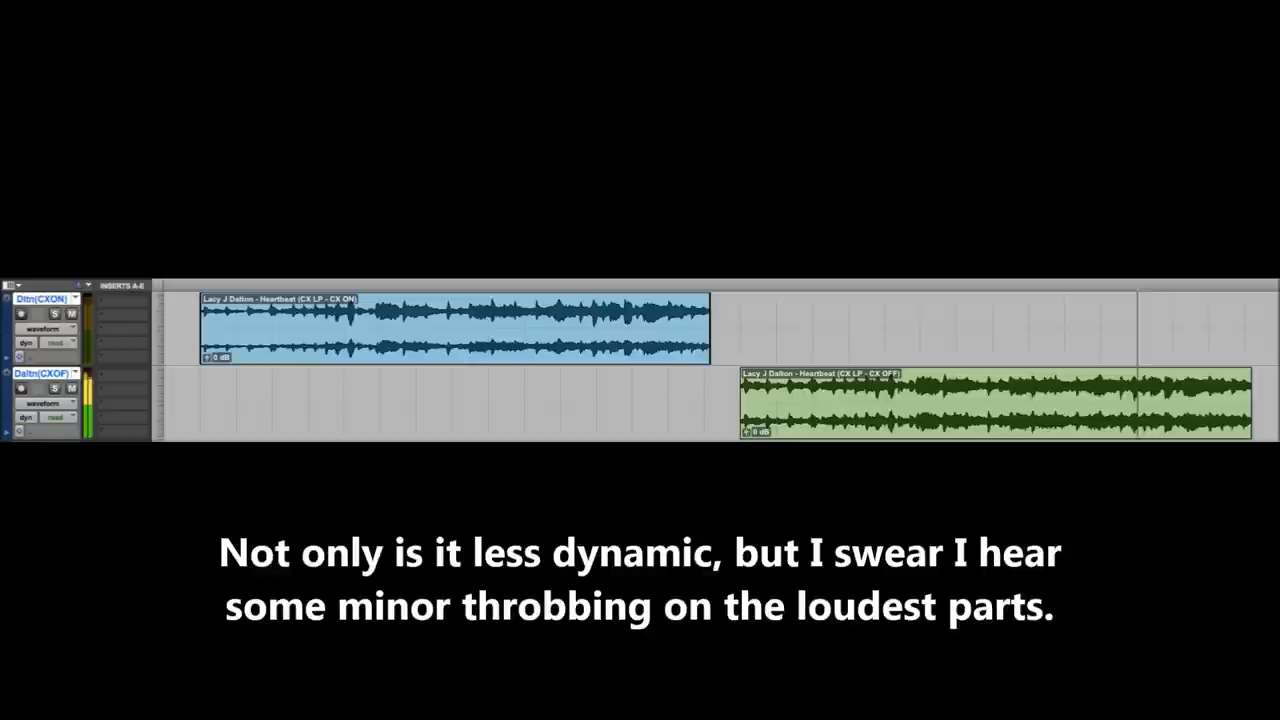 INSERTS A-E
Dltn(CXON)
S M
waveform
dyn read
Lacy J Dalton - Heartbeat (CX LP - CX ON)
0 dB
Daltn(CXOF)
S M
waveform
dyn read
Lacy J Dalton - Heartbeat (CX LP - CX OFF)
0 dB
Not only is it less dynamic, but I swear I hear
some minor throbbing on the loudest parts.